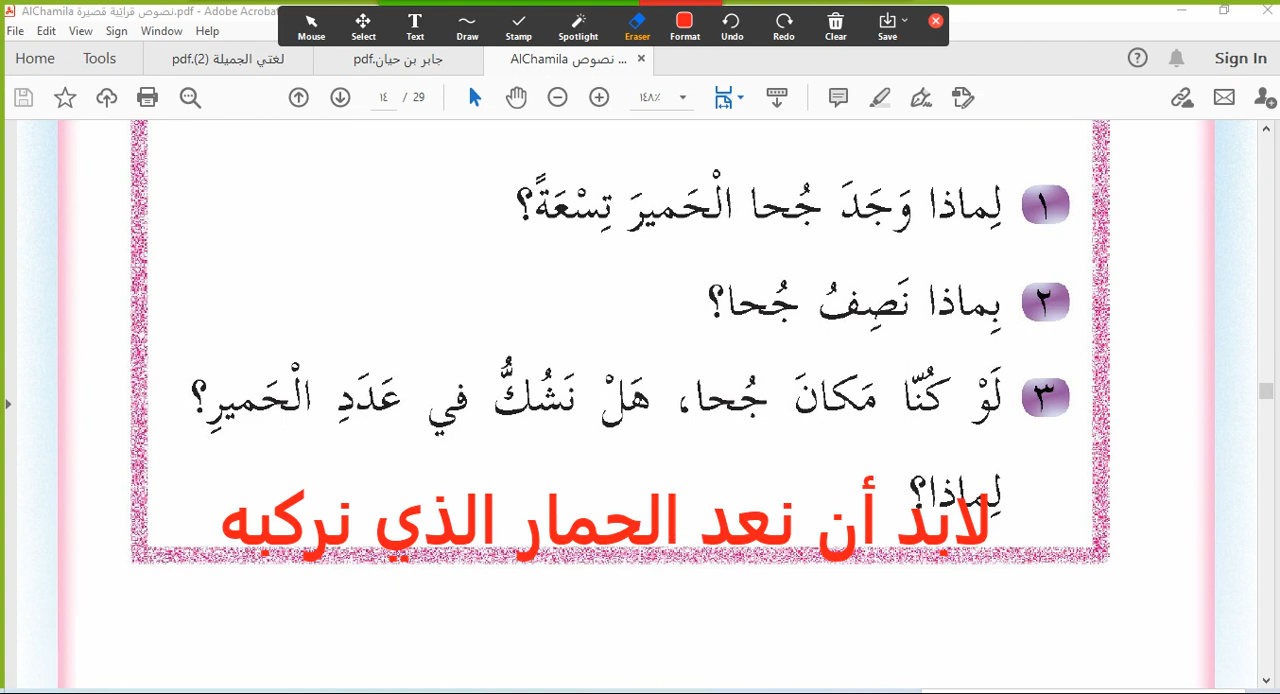 AlChamila نصوص قرائية قصيرة.pdf - Adobe Acrobat
Mouse Select Text Draw Stamp Spotlight Eraser Format Undo Redo Clear Save
File Edit View Sign Window Help
Home Tools لغتي الجميلة (2).pdf جابر بن حيان.pdf AlChamila نصوص ... Sign In
١٤ / 29 ١٤٨٪
١ لِماذا وَجَدَ جُحا الْحَميرَ تِسْعَةً؟
٢ بِماذا نَصِفُ جُحا؟
٣ لَوْ كُنّا مَكانَ جُحا، هَلْ نَشُكُّ في عَدَدِ الْحَميرِ؟
لِماذا؟
لابد أن نعد الحمار الذي نركبه